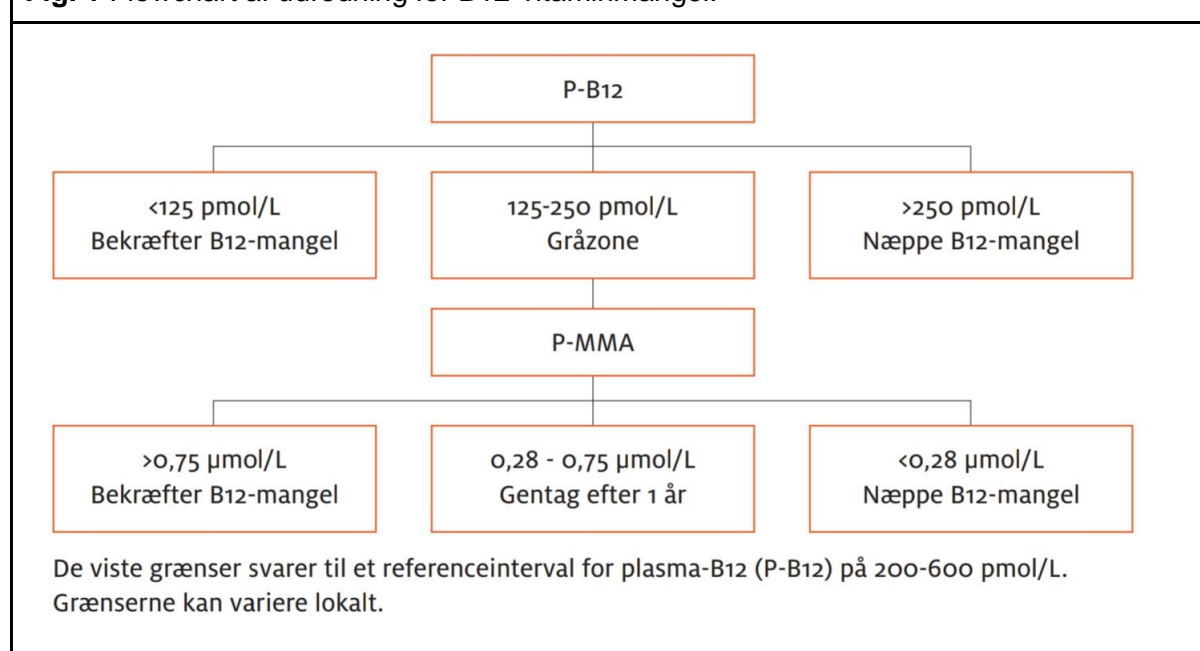 P-B12
<125 pmol/L
Bekræfter B12-mangel
125-250 pmol/L
Gråzone
>250 pmol/L
Næppe B12-mangel
P-MMA
>0,75 μmol/L
Bekræfter B12-mangel
0,28 - 0,75 μmol/L
Gentag efter 1 år
<0,28 μmol/L
Næppe B12-mangel
De viste grænser svarer til et referenceinterval for plasma-B12 (P-B12) på 200-600 pmol/L.
Grænserne kan variere lokalt.